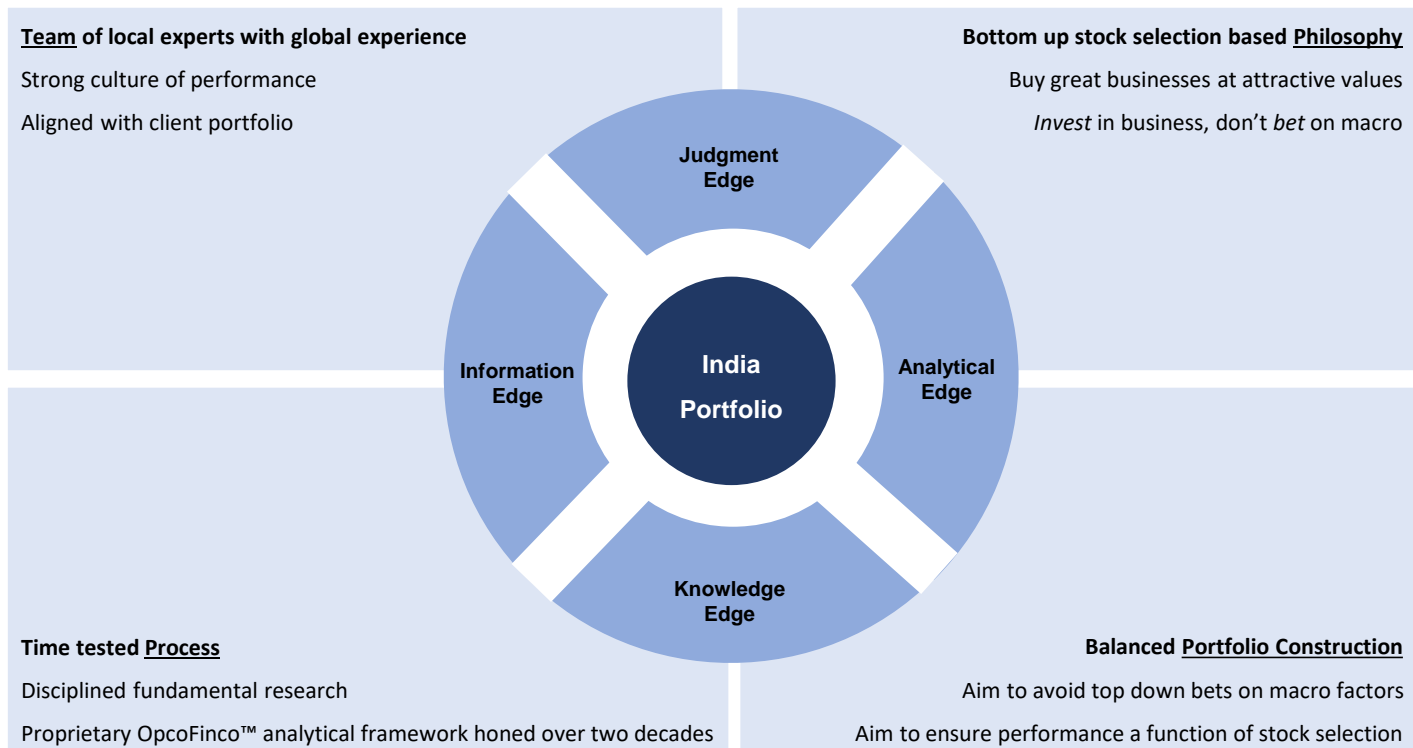 Team of local experts with global experience
Strong culture of performance
Aligned with client portfolio
Bottom up stock selection based Philosophy
Buy great businesses at attractive values
Invest in business, don’t bet on macro
Judgment
Edge
Information
Edge
India
Portfolio
Analytical
Edge
Knowledge
Edge
Time tested Process
Disciplined fundamental research
Proprietary OpcoFinco™ analytical framework honed over two decades
Balanced Portfolio Construction
Aim to avoid top down bets on macro factors
Aim to ensure performance a function of stock selection